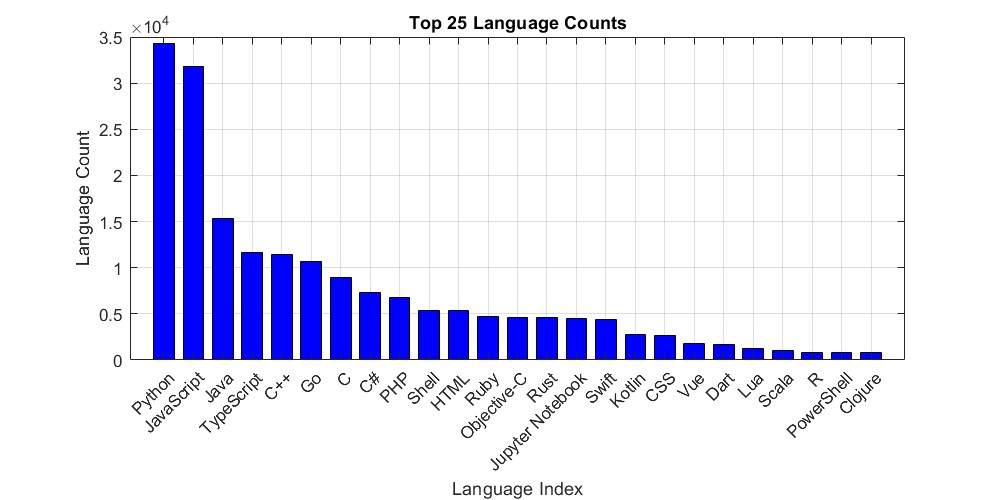 Top 25 Language Counts
×10⁴
3.5
3
2.5
2
1.5
1
0.5
0
Language Count
Python
JavaScript
Java
TypeScript
C++
Go
C
C#
PHP
Shell
HTML
Ruby
Objective-C
Rust
Jupyter Notebook
Swift
Kotlin
CSS
Vue
Dart
Lua
Scala
R
PowerShell
Clojure
Language Index